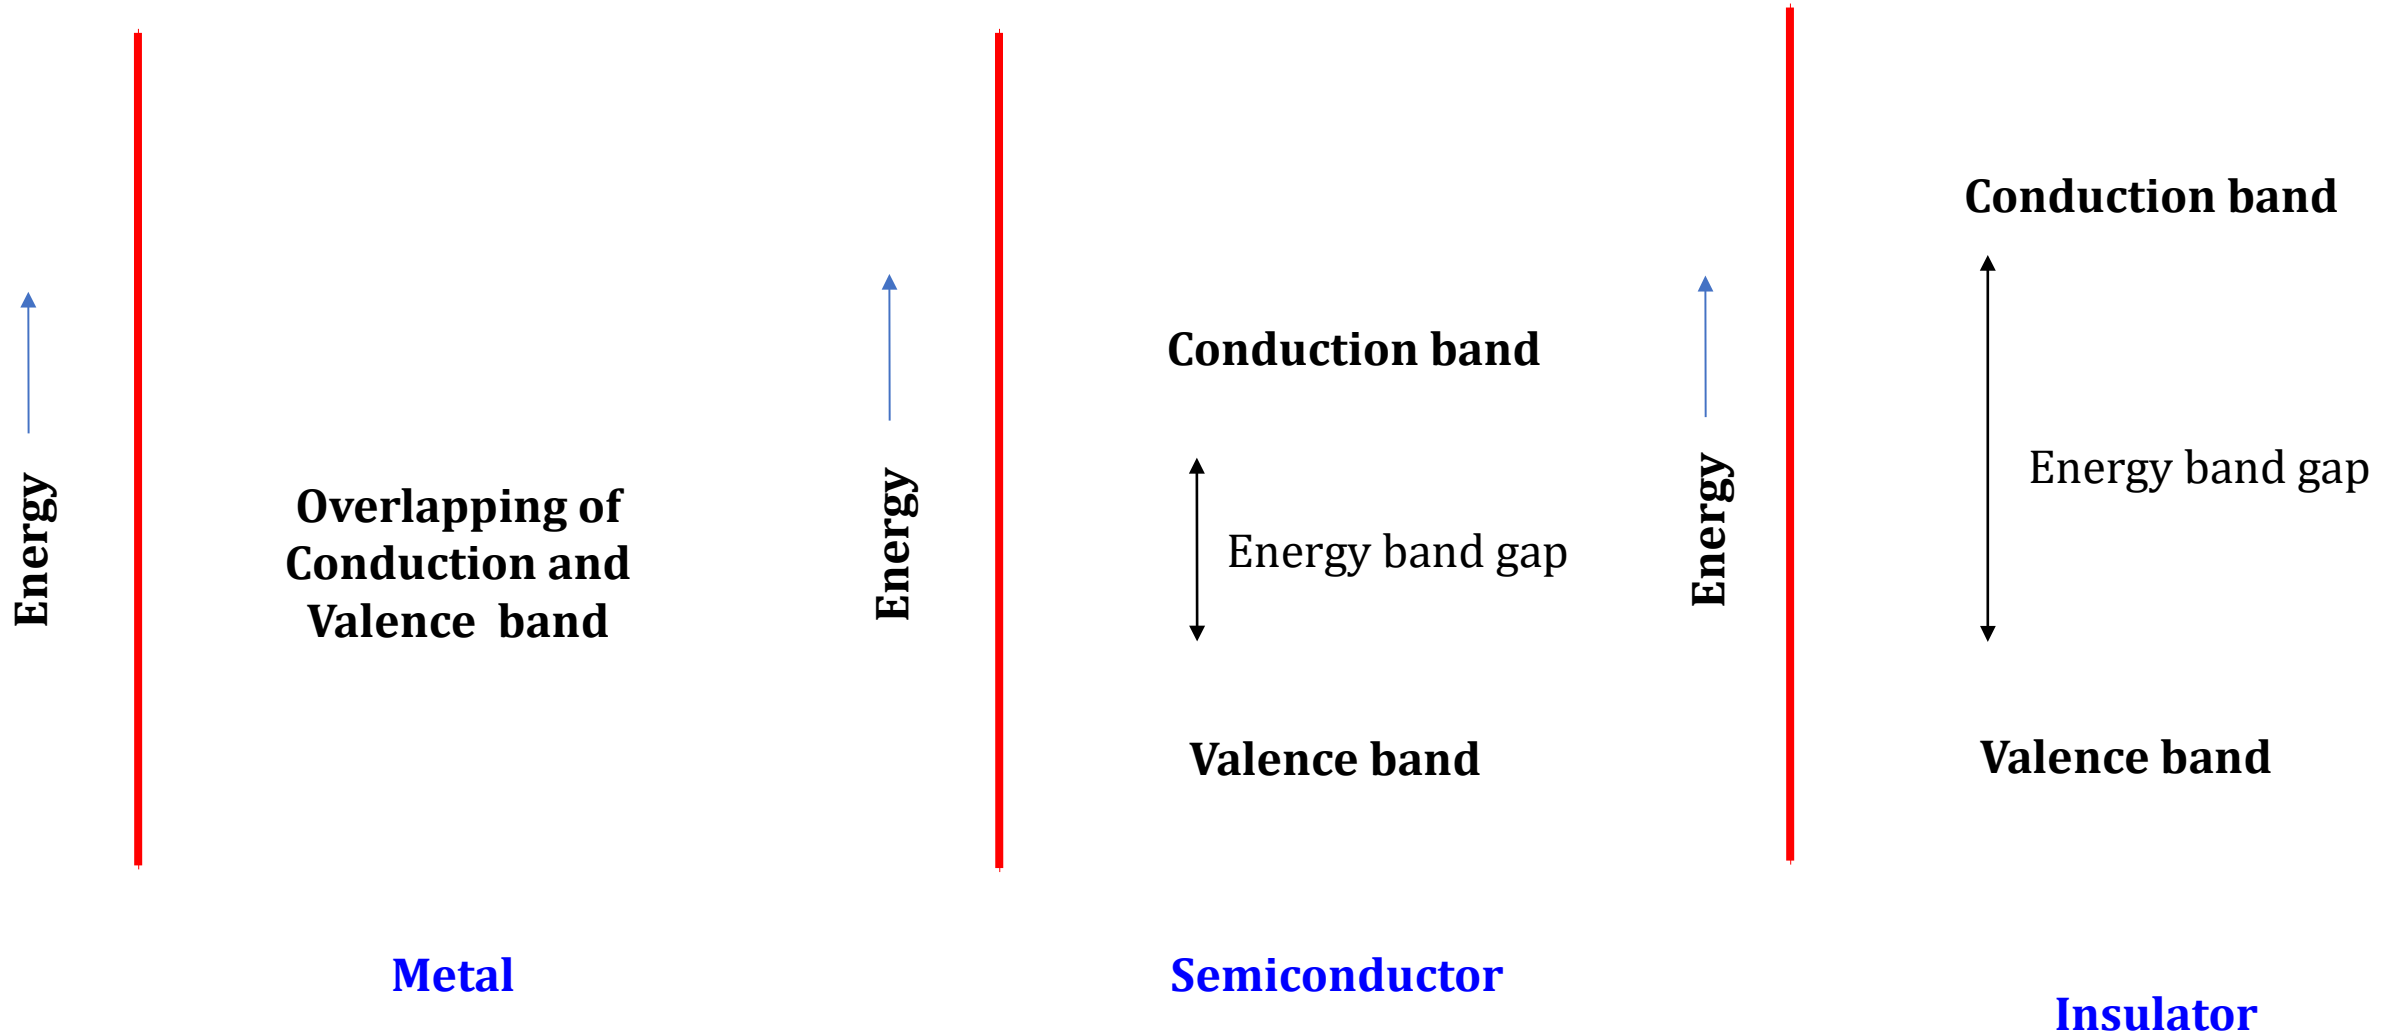 Energy
Overlapping of
Conduction and
Valence  band
Metal
Energy
Conduction band
Energy band gap
Valence band
Semiconductor
Energy
Conduction band
Energy band gap
Valence band
Insulator